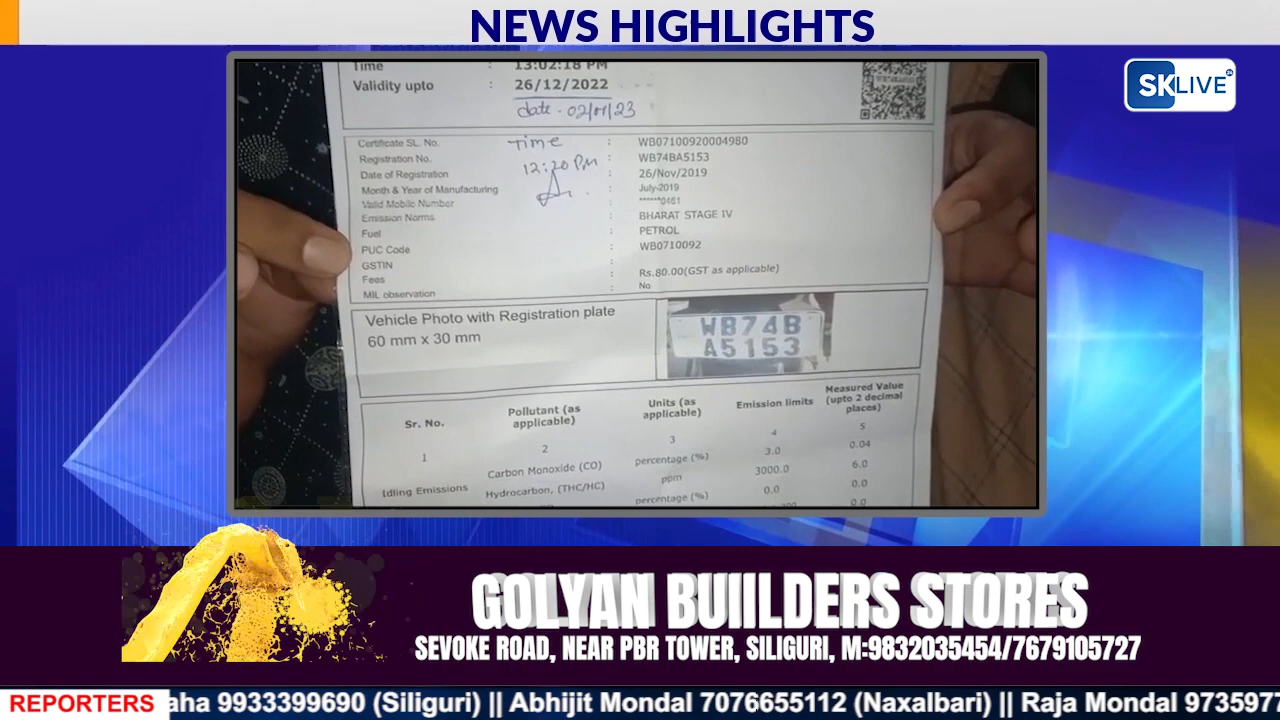 NEWS HIGHLIGHTS
SK LIVE 24
Time : 13:02:18 PM
Validity upto : 26/12/2022
date - 02/01/23
Certificate SL. No. : WB07100920004980
Time
Registration No. : WB74BA5153
12:20 PM
Date of Registration : 26/Nov/2019
Month & Year of Manufacturing : July-2019
Valid Mobile Number : ******0461
Emission Norms : BHARAT STAGE IV
Fuel : PETROL
PUC Code : WB0710092
GSTIN :
Fees : Rs.80.00(GST as applicable)
MIL observation : No
Vehicle Photo with Registration plate
60 mm x 30 mm
WB74B
A5153
Sr. No. Pollutant (as applicable) Units (as applicable) Emission limits Measured Value (upto 2 decimal places)
1 2 3 4 5
Idling Emissions Carbon Monoxide (CO) percentage (%) 3.0 0.04
Hydrocarbon, (THC/HC) ppm 3000.0 6.0
percentage (%) 0.0 0.0
0.0
GOLYAN BUIILDERS STORES
SEVOKE ROAD, NEAR PBR TOWER, SILIGURI, M:9832035454/7679105727
REPORTERS aha 9933399690 (Siliguri) || Abhijit Mondal 7076655112 (Naxalbari) || Raja Mondal 9735977